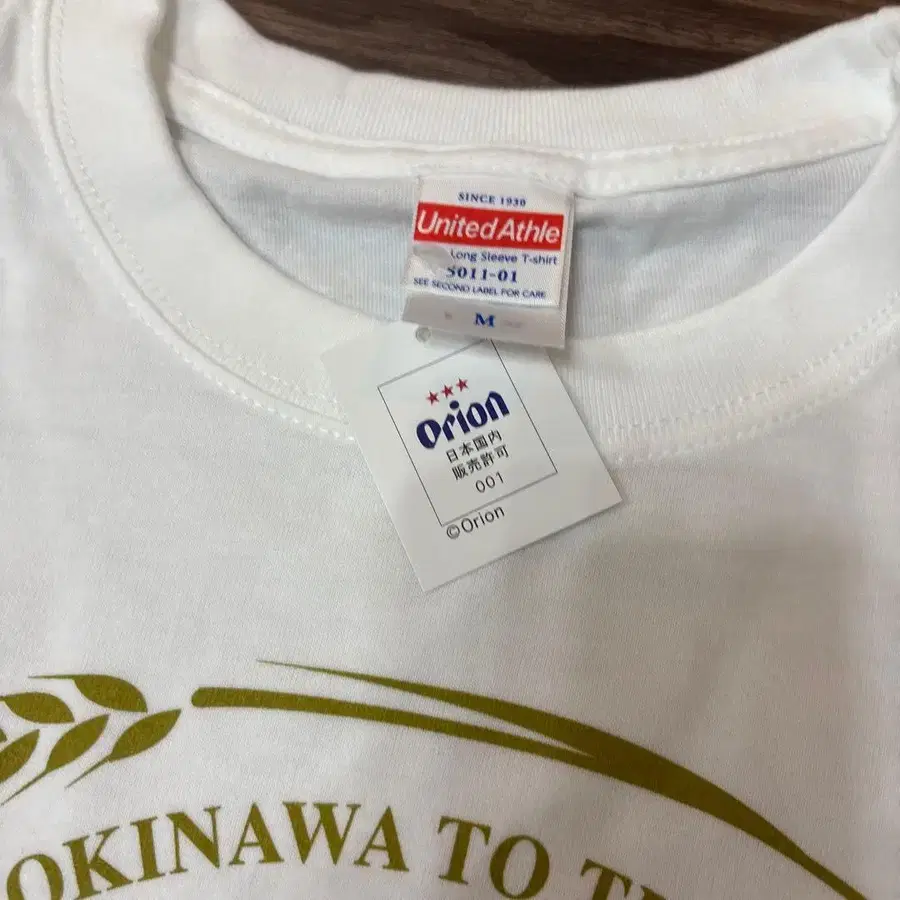 SINCE 1930
United Athle
Long Sleeve T-shirt
5011-01
SEE SECOND LABEL FOR CARE
M
Orion
日本国内
販売許可
001
©Orion
OKINAWA TO